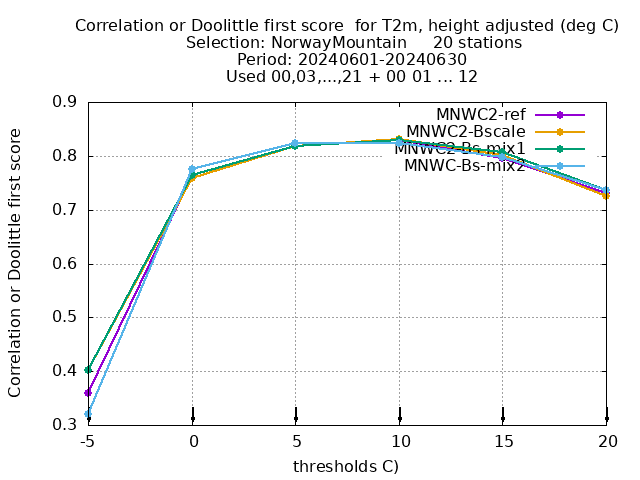 Correlation or Doolittle first score  for T2m, height adjusted (deg C)
Selection: NorwayMountain     20 stations
Period: 20240601-20240630
Used 00,03,...,21 + 00 01 ... 12
Correlation or Doolittle first score
0.9
0.8
0.7
0.6
0.5
0.4
0.3
MNWC2-ref
MNWC2-Bscale
MNWC2-Bs-mix1
MNWC-Bs-mix2
-5
0
5
10
15
20
thresholds C)